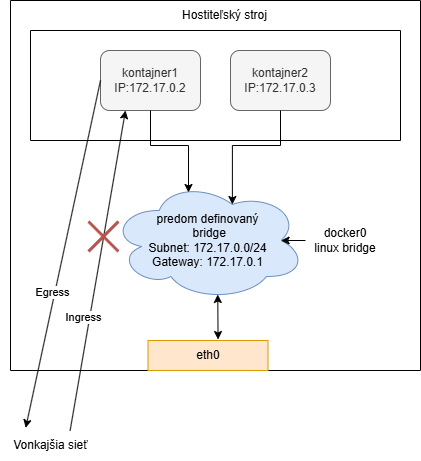 Hostiteľský stroj
kontajner1
IP:172.17.0.2
kontajner2
IP:172.17.0.3
predom definovaný
bridge
Subnet: 172.17.0.0/24
Gateway: 172.17.0.1
docker0
linux bridge
Egress
Ingress
eth0
Vonkajšia sieť